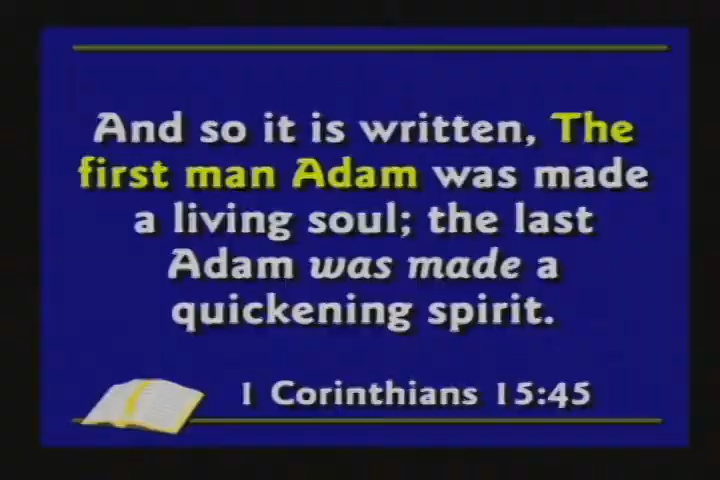 And so it is written, The
first man Adam was made
a living soul; the last
Adam was made a
quickening spirit.
1 Corinthians 15:45